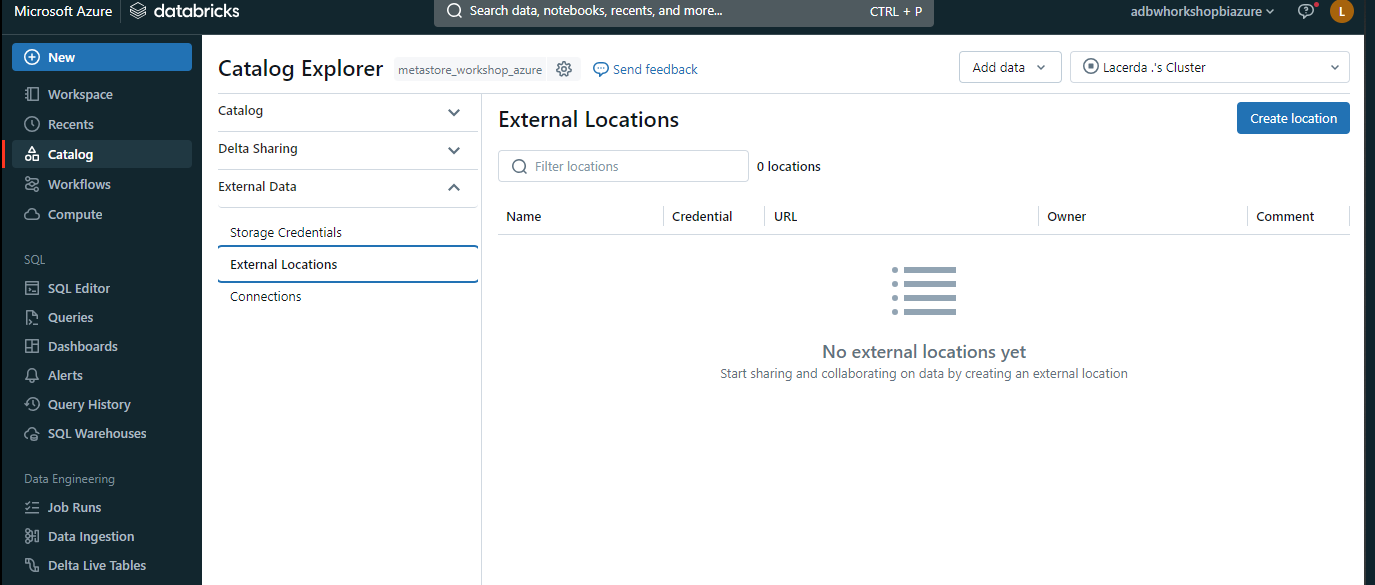 Microsoft Azure databricks Search data, notebooks, recents, and more... CTRL + P adbwhorkshopbiazure L
New
Workspace
Recents
Catalog
Workflows
Compute
SQL
SQL Editor
Queries
Dashboards
Alerts
Query History
SQL Warehouses
Data Engineering
Job Runs
Data Ingestion
Delta Live Tables
Catalog Explorer metastore_workshop_azure Send feedback Add data Lacerda .'s Cluster
Catalog
Delta Sharing
External Data
Storage Credentials
External Locations
Connections
External Locations Create location
Filter locations 0 locations
Name Credential URL Owner Comment
No external locations yet
Start sharing and collaborating on data by creating an external location